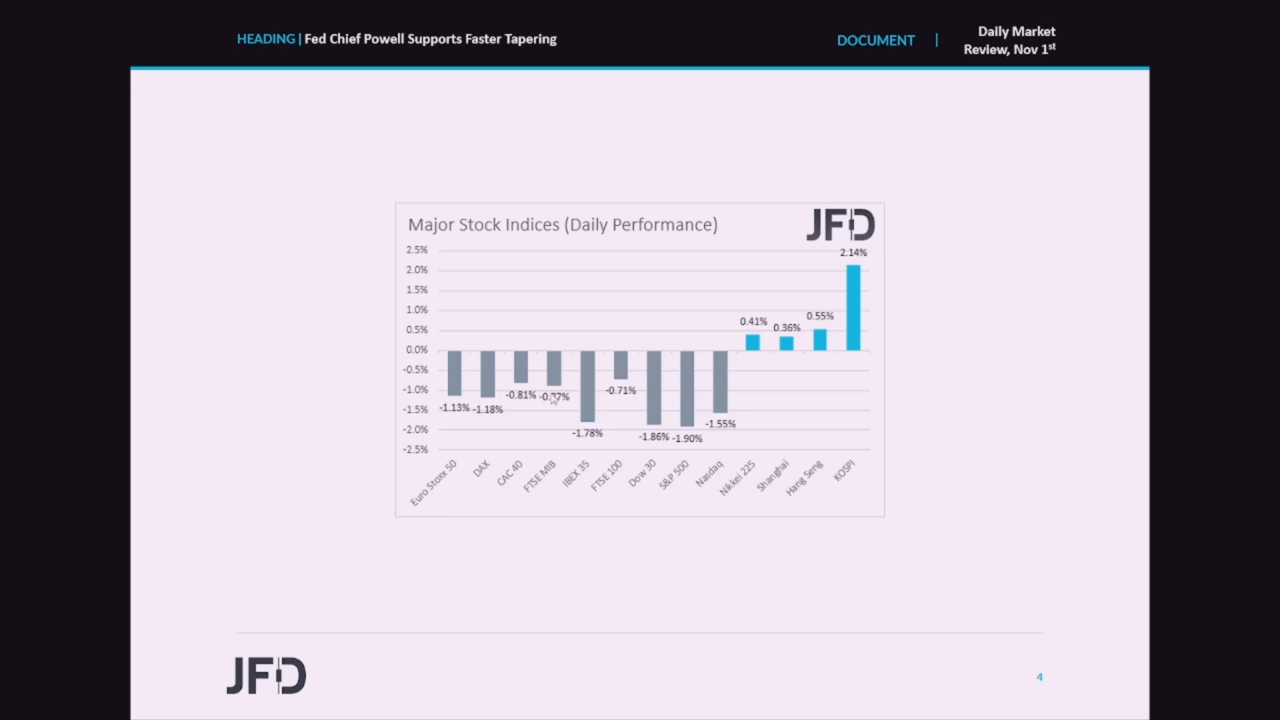 HEADING | Fed Chief Powell Supports Faster Tapering
DOCUMENT | Daily Market
Review, Nov 1st
Major Stock Indices (Daily Performance)
JFD
2.5%
2.0%
1.5%
1.0%
0.5%
0.0%
-0.5%
-1.0%
-1.5%
-2.0%
-2.5%
-1.13%
-1.18%
-0.81%
-1.78%
-0.71%
-1.86%
-1.90%
-1.55%
0.41%
0.36%
0.55%
2.14%
Euro Stoxx 50
DAX
CAC 40
FTSE MIB
IBEX 35
FTSE 100
Dow 30
S&P 500
Nasdaq
Nikkei 225
Shanghai
Hang Seng
KOSPI
JFD
4